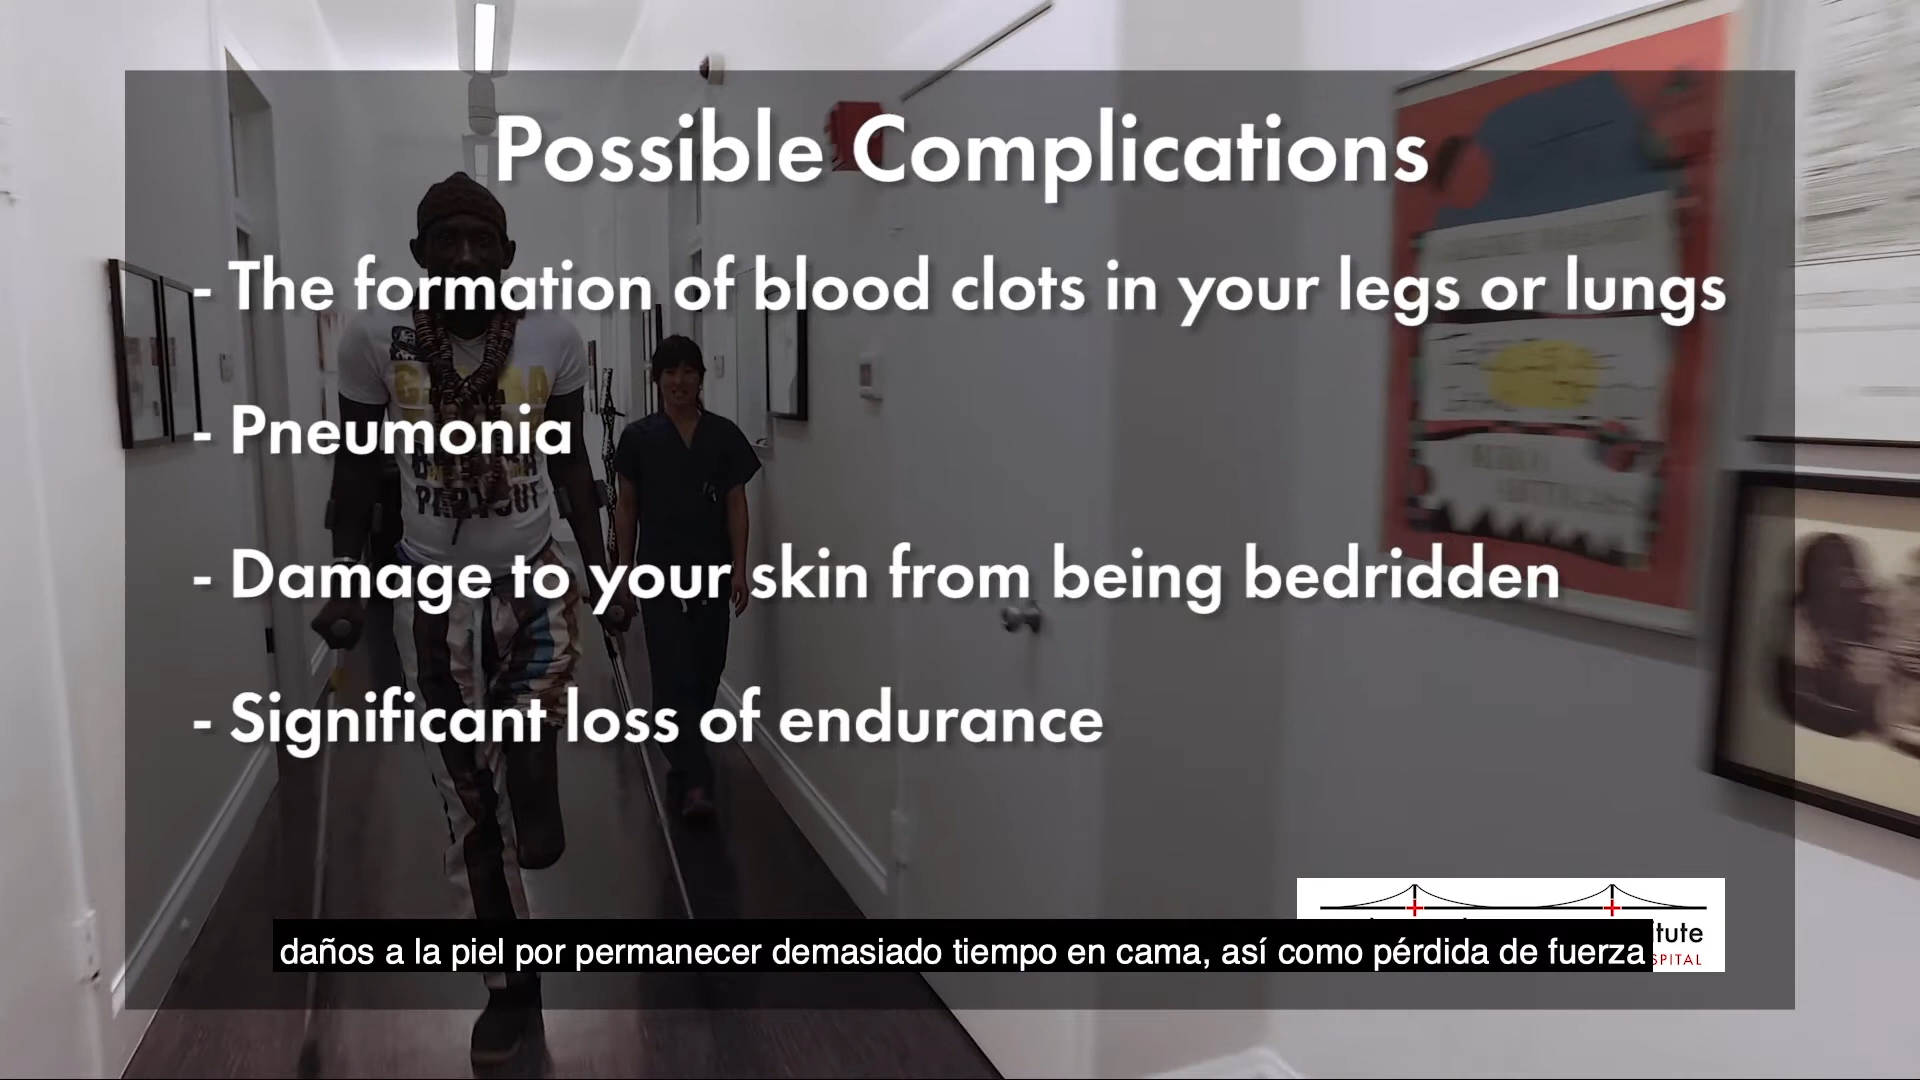 Possible Complications
- The formation of blood clots in your legs or lungs
- Pneumonia
- Damage to your skin from being bedridden
- Significant loss of endurance
daños a la piel por permanecer demasiado tiempo en cama, así como pérdida de fuerza